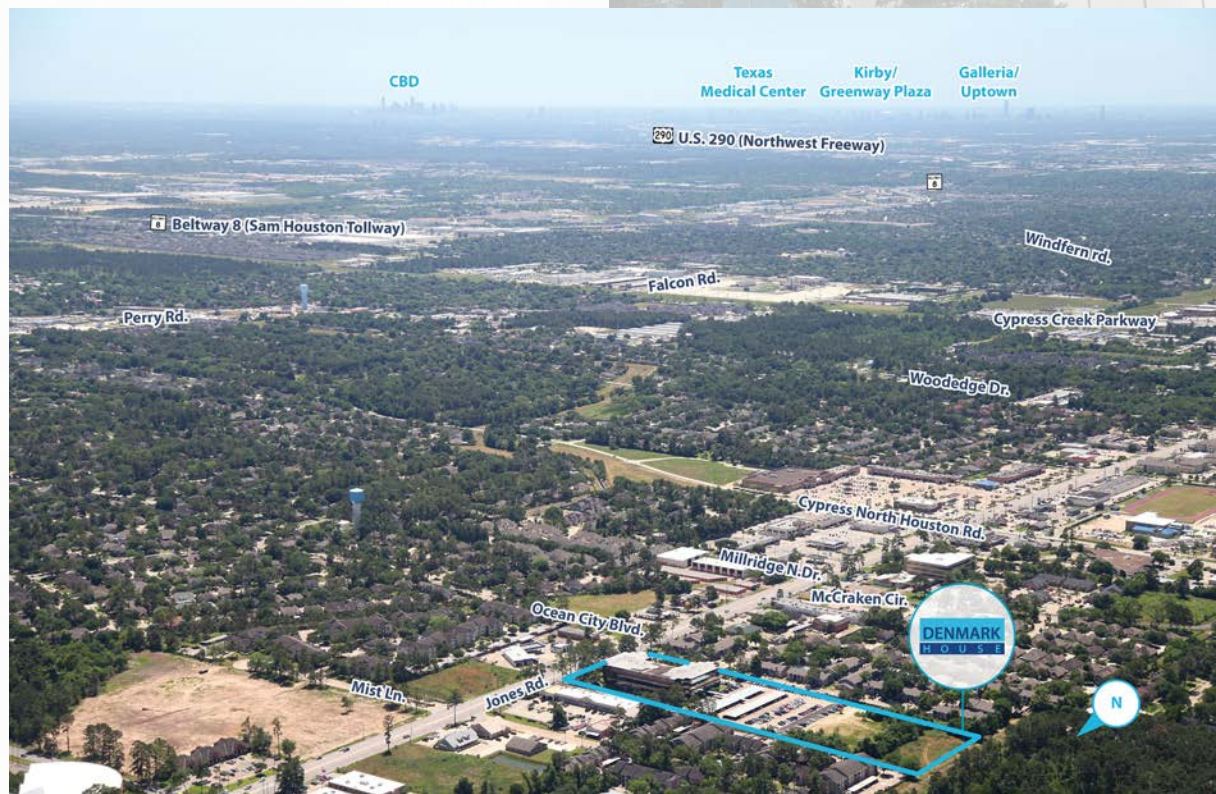 CBD
Texas
Medical Center
Kirby/
Greenway Plaza
Galleria/
Uptown
290 U.S. 290 (Northwest Freeway)
8
8 Beltway 8 (Sam Houston Tollway)
Windfern rd.
Falcon Rd.
Perry Rd.
Cypress Creek Parkway
Woodedge Dr.
Cypress North Houston Rd.
Millridge N.Dr.
McCraken Cir.
Ocean City Blvd.
DENMARK
HOUSE
Mist Ln.
Jones Rd.
N